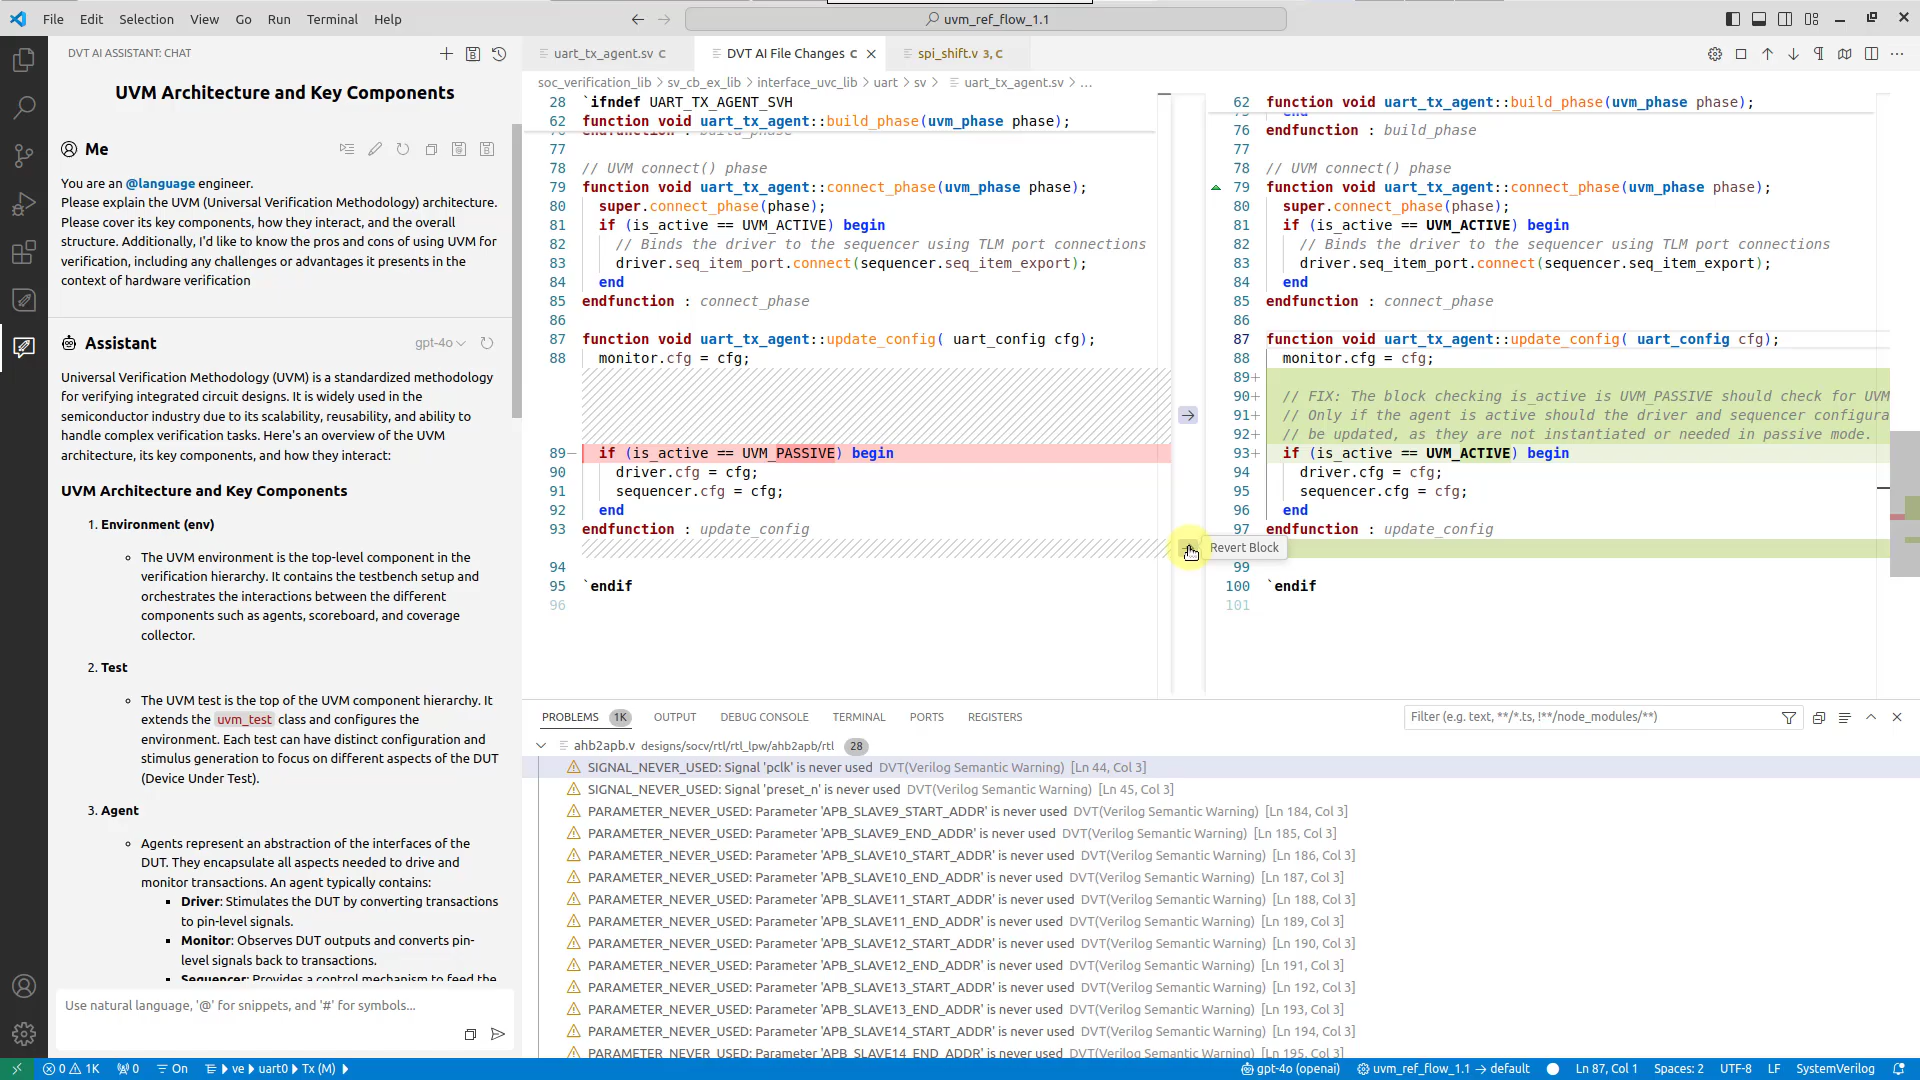 File Edit Selection View Go Run Terminal Help
uvm_ref_flow_1.1
DVT AI ASSISTANT: CHAT
UVM Architecture and Key Components
Me
You are an @language engineer.
Please explain the UVM (Universal Verification Methodology) architecture.
Please cover its key components, how they interact, and the overall
structure. Additionally, I'd like to know the pros and cons of using UVM for
verification, including any challenges or advantages it presents in the
context of hardware verification
Assistant
gpt-4o
Universal Verification Methodology (UVM) is a standardized methodology
for verifying integrated circuit designs. It is widely used in the
semiconductor industry due to its scalability, reusability, and ability to
handle complex verification tasks. Here's an overview of the UVM
architecture, its key components, and how they interact:
UVM Architecture and Key Components
1. Environment (env)
The UVM environment is the top-level component in the
verification hierarchy. It contains the testbench setup and
orchestrates the interactions between the different
components such as agents, scoreboard, and coverage
collector.
2. Test
The UVM test is the top of the UVM component hierarchy. It
extends the uvm_test class and configures the
environment. Each test can have distinct configuration and
stimulus generation to focus on different aspects of the DUT
(Device Under Test).
3. Agent
Agents represent an abstraction of the interfaces of the
DUT. They encapsulate all aspects needed to drive and
monitor transactions. An agent typically contains:
Driver: Stimulates the DUT by converting transactions
to pin-level signals.
Monitor: Observes DUT outputs and converts pin-
level signals back to transactions.
Sequencer: Provides a control mechanism to feed the
Use natural language, '@' for snippets, and '#' for symbols...
uart_tx_agent.sv C
DVT AI File Changes C
spi_shift.v 3, C
soc_verification_lib > sv_cb_ex_lib > interface_uvc_lib > uart > sv > uart_tx_agent.sv > ...
28 `ifndef UART_TX_AGENT_SVH
62 function void uart_tx_agent::build_phase(uvm_phase phase);
76 endfunction : build_phase
77
78 // UVM connect() phase
79 function void uart_tx_agent::connect_phase(uvm_phase phase);
80 super.connect_phase(phase);
81 if (is_active == UVM_ACTIVE) begin
82 // Binds the driver to the sequencer using TLM port connections
83 driver.seq_item_port.connect(sequencer.seq_item_export);
84 end
85 endfunction : connect_phase
86
87 function void uart_tx_agent::update_config( uart_config cfg);
88 monitor.cfg = cfg;
89— if (is_active == UVM_PASSIVE) begin
90 driver.cfg = cfg;
91 sequencer.cfg = cfg;
92 end
93 endfunction : update_config
94
95 `endif
96
62 function void uart_tx_agent::build_phase(uvm_phase phase);
75 end
76 endfunction : build_phase
77
78 // UVM connect() phase
79 function void uart_tx_agent::connect_phase(uvm_phase phase);
80 super.connect_phase(phase);
81 if (is_active == UVM_ACTIVE) begin
82 // Binds the driver to the sequencer using TLM port connections
83 driver.seq_item_port.connect(sequencer.seq_item_export);
84 end
85 endfunction : connect_phase
86
87 function void uart_tx_agent::update_config( uart_config cfg);
88 monitor.cfg = cfg;
89+
90+ // FIX: The block checking is_active is UVM_PASSIVE should check for UVM
91+ // Only if the agent is active should the driver and sequencer configura
92+ // be updated, as they are not instantiated or needed in passive mode.
93+ if (is_active == UVM_ACTIVE) begin
94 driver.cfg = cfg;
95 sequencer.cfg = cfg;
96 end
97 endfunction : update_config
Revert Block
99
100 `endif
101
PROBLEMS 1K OUTPUT DEBUG CONSOLE TERMINAL PORTS REGISTERS
Filter (e.g. text, **/*.ts, !**/node_modules/**)
ahb2apb.v designs/socv/rtl/rtl_lpw/ahb2apb/rtl 28
SIGNAL_NEVER_USED: Signal 'pclk' is never used DVT(Verilog Semantic Warning) [Ln 44, Col 3]
SIGNAL_NEVER_USED: Signal 'preset_n' is never used DVT(Verilog Semantic Warning) [Ln 45, Col 3]
PARAMETER_NEVER_USED: Parameter 'APB_SLAVE9_START_ADDR' is never used DVT(Verilog Semantic Warning) [Ln 184, Col 3]
PARAMETER_NEVER_USED: Parameter 'APB_SLAVE9_END_ADDR' is never used DVT(Verilog Semantic Warning) [Ln 185, Col 3]
PARAMETER_NEVER_USED: Parameter 'APB_SLAVE10_START_ADDR' is never used DVT(Verilog Semantic Warning) [Ln 186, Col 3]
PARAMETER_NEVER_USED: Parameter 'APB_SLAVE10_END_ADDR' is never used DVT(Verilog Semantic Warning) [Ln 187, Col 3]
PARAMETER_NEVER_USED: Parameter 'APB_SLAVE11_START_ADDR' is never used DVT(Verilog Semantic Warning) [Ln 188, Col 3]
PARAMETER_NEVER_USED: Parameter 'APB_SLAVE11_END_ADDR' is never used DVT(Verilog Semantic Warning) [Ln 189, Col 3]
PARAMETER_NEVER_USED: Parameter 'APB_SLAVE12_START_ADDR' is never used DVT(Verilog Semantic Warning) [Ln 190, Col 3]
PARAMETER_NEVER_USED: Parameter 'APB_SLAVE12_END_ADDR' is never used DVT(Verilog Semantic Warning) [Ln 191, Col 3]
PARAMETER_NEVER_USED: Parameter 'APB_SLAVE13_START_ADDR' is never used DVT(Verilog Semantic Warning) [Ln 192, Col 3]
PARAMETER_NEVER_USED: Parameter 'APB_SLAVE13_END_ADDR' is never used DVT(Verilog Semantic Warning) [Ln 193, Col 3]
PARAMETER_NEVER_USED: Parameter 'APB_SLAVE14_START_ADDR' is never used DVT(Verilog Semantic Warning) [Ln 194, Col 3]
PARAMETER_NEVER_USED: Parameter 'APB_SLAVE14_END_ADDR' is never used DVT(Verilog Semantic Warning) [Ln 195, Col 3]
0 1K 0 On ve uart0 Tx (M) gpt-4o (openai) uvm_ref_flow_1.1 → default Ln 87, Col 1 Spaces: 2 UTF-8 LF SystemVerilog